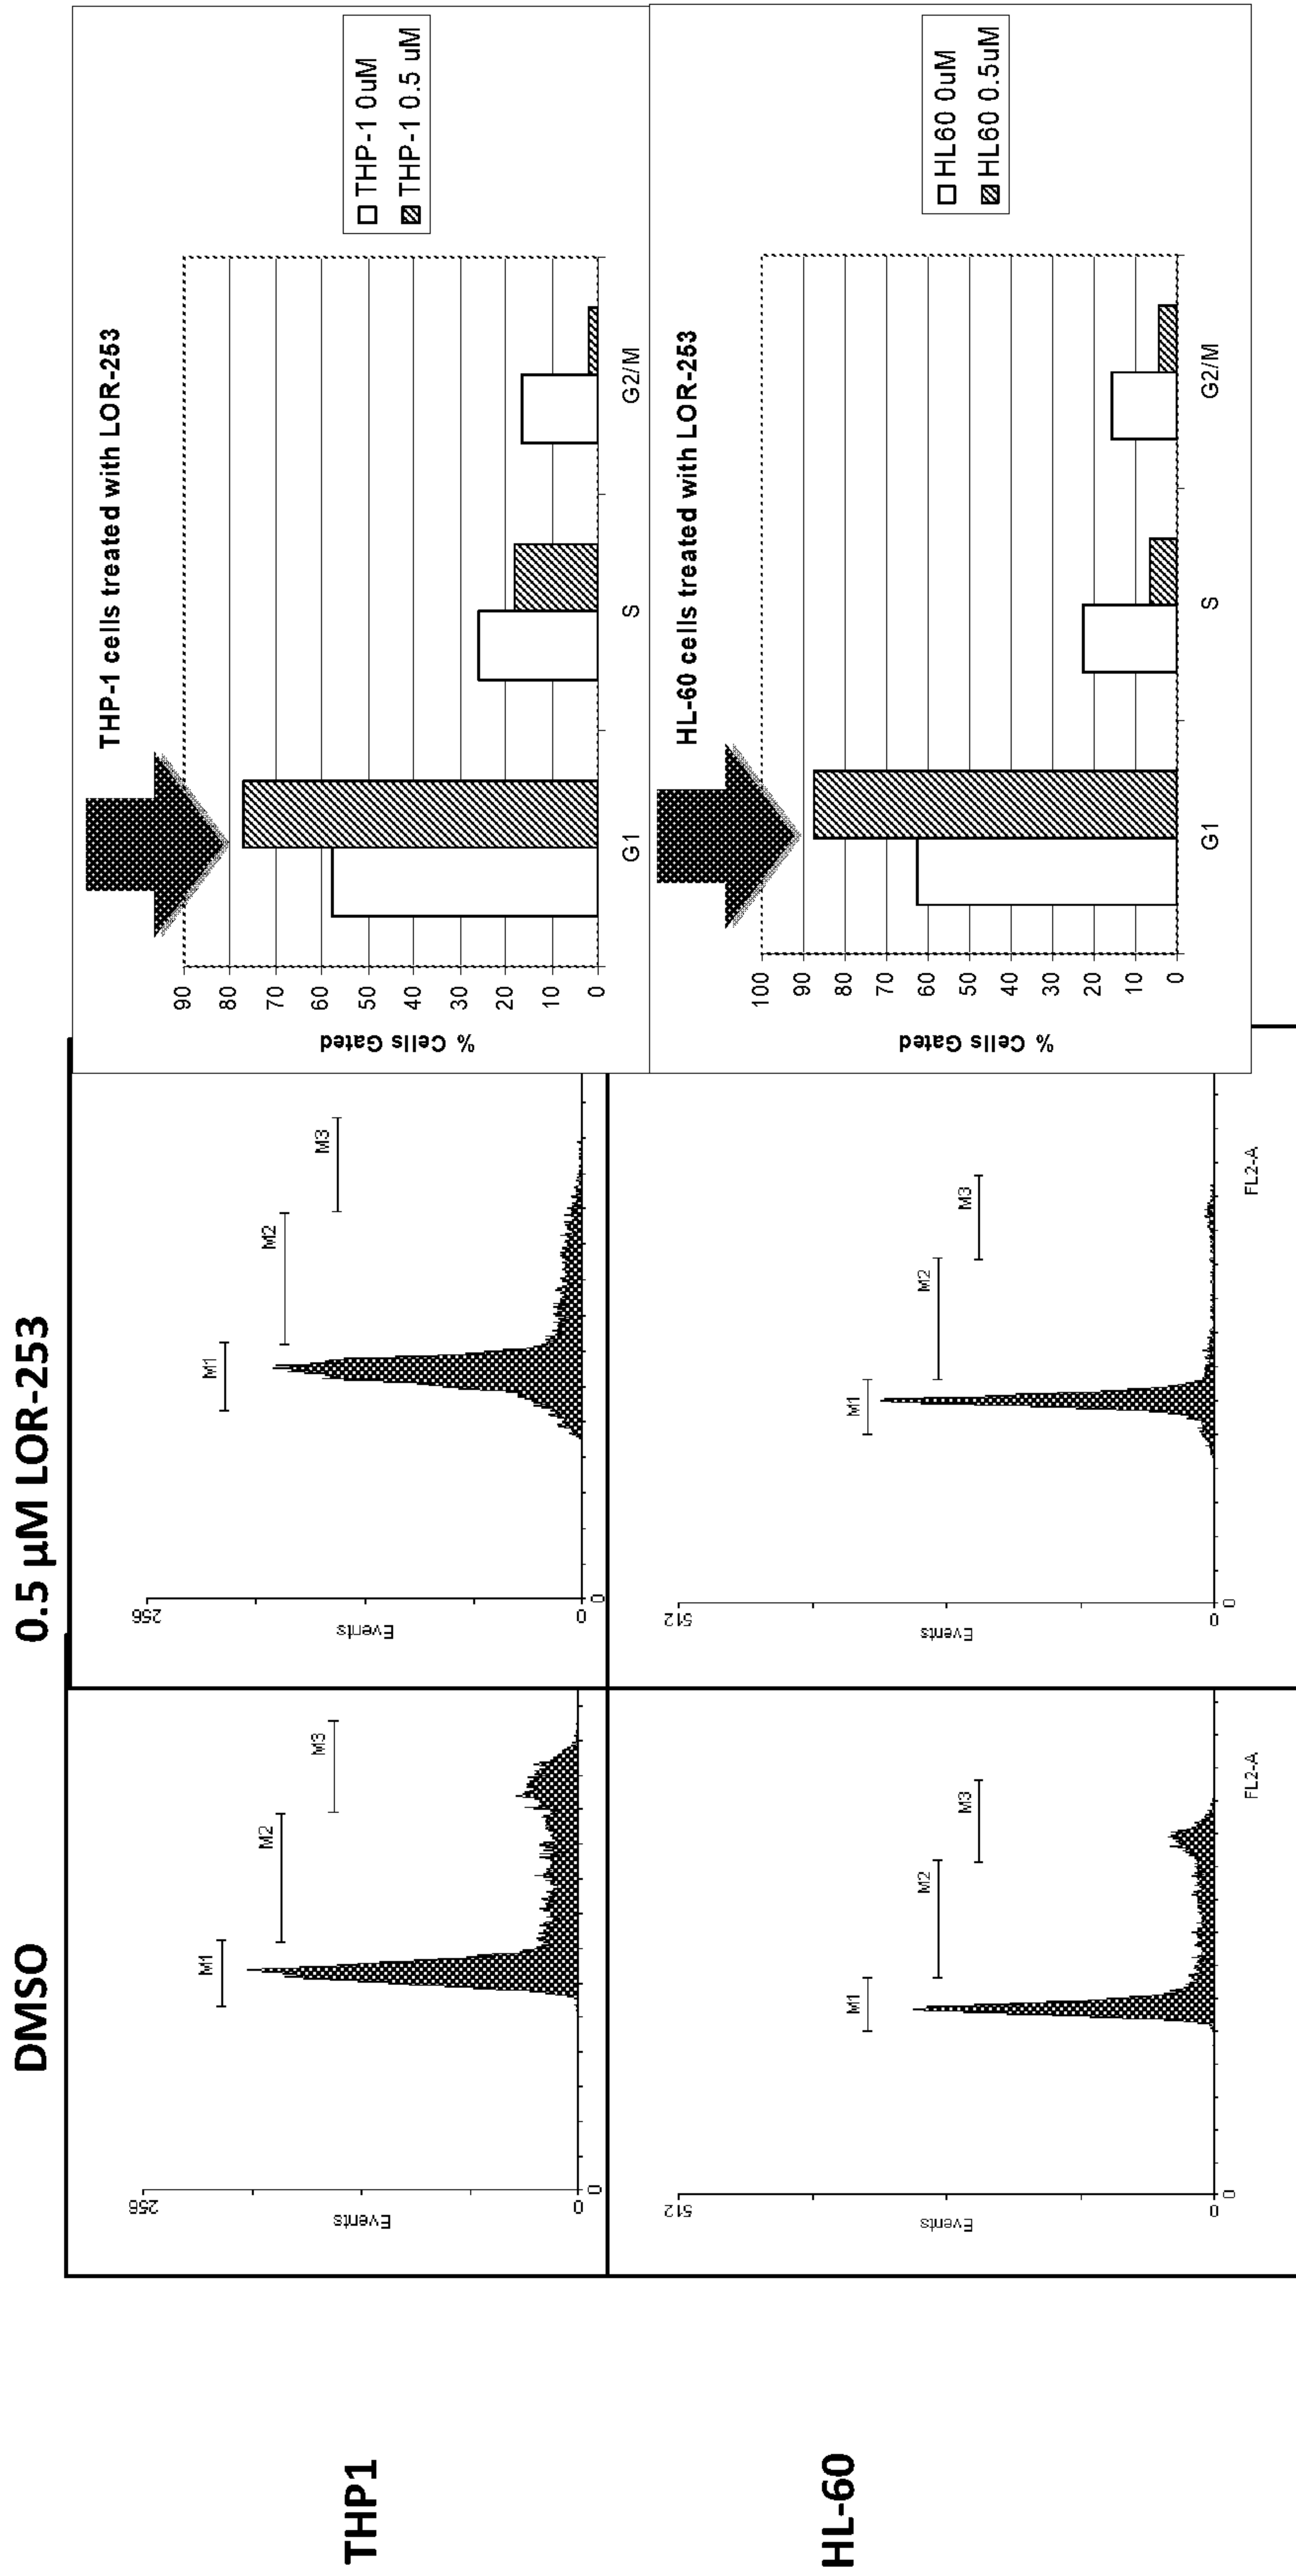 DMSO
0.5 µM LOR-253
THP1
256
Events
0
0
M1
M2
M3
256
Events
0
0
M1
M2
M3
THP-1 cells treated with LOR-253
% Cells Gated
90
80
70
60
50
40
30
20
10
0
G1
S
G2/M
THP-1 0uM
THP-1 0.5 uM
HL-60
512
Events
0
0
M1
M2
M3
FL2-A
512
Events
0
0
M1
M2
M3
FL2-A
HL-60 cells treated with LOR-253
% Cells Gated
100
90
80
70
60
50
40
30
20
10
0
G1
S
G2/M
HL60 0uM
HL60 0.5uM